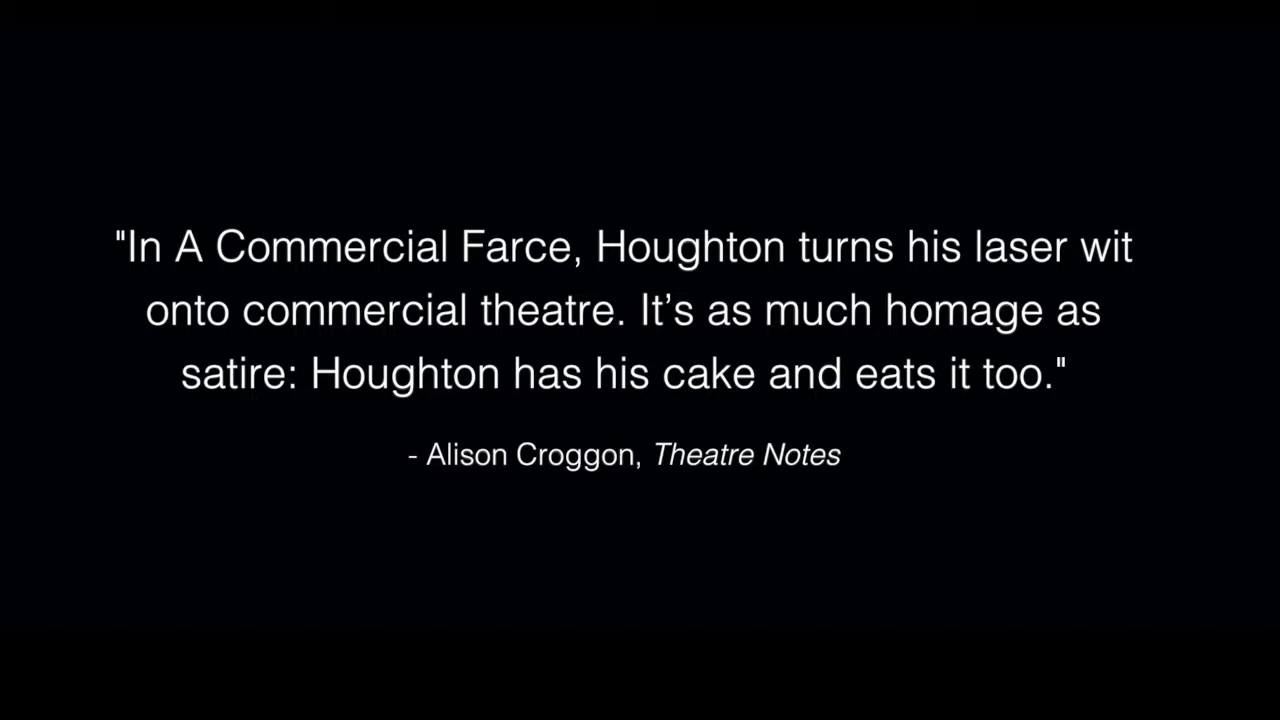 "In A Commercial Farce, Houghton turns his laser wit
onto commercial theatre. It’s as much homage as
satire: Houghton has his cake and eats it too."
- Alison Croggon, Theatre Notes